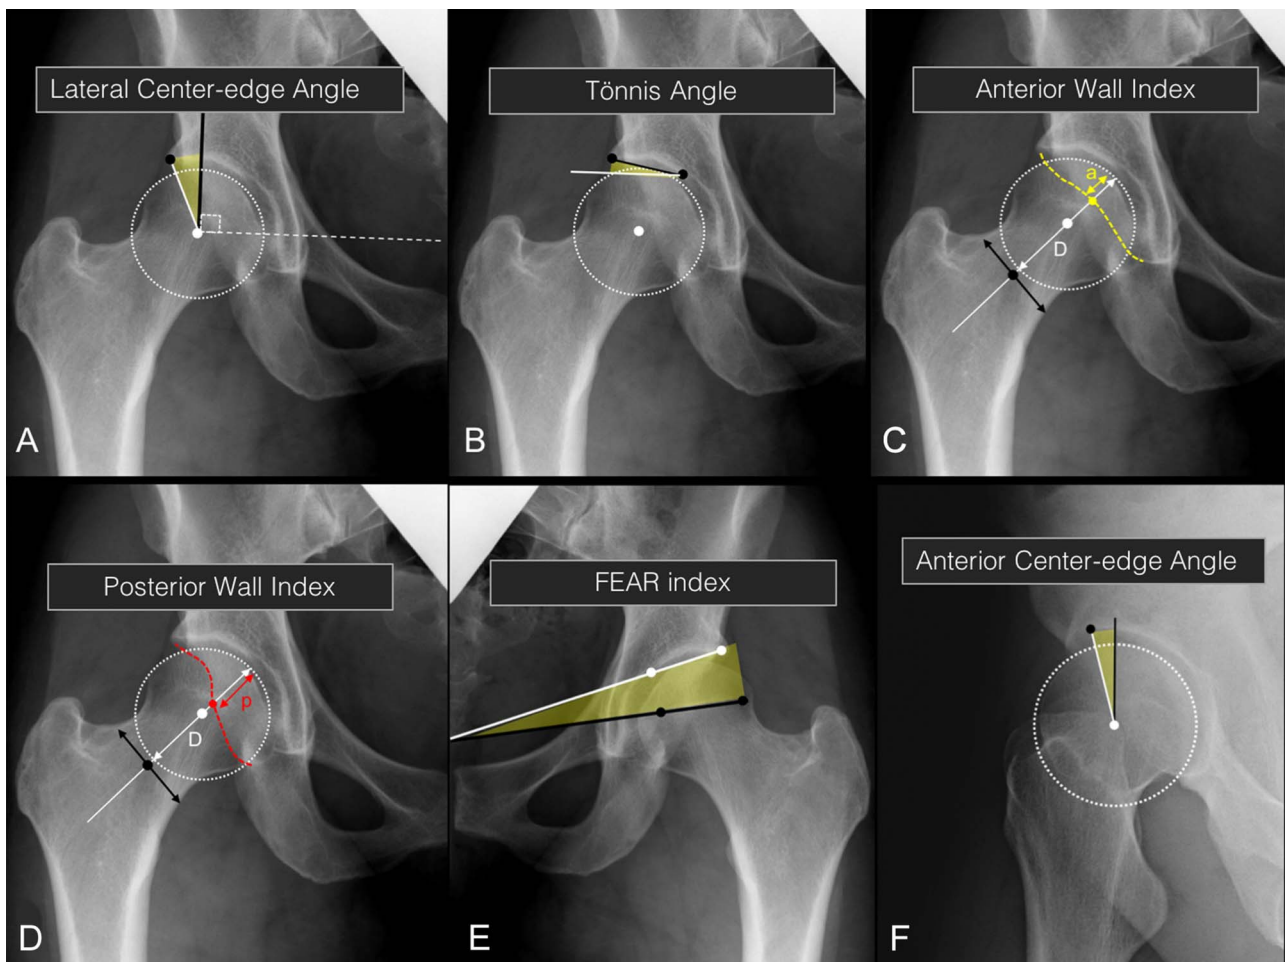 Lateral Center-edge Angle
A
Tönnis Angle
B
Anterior Wall Index
a
D
C
Posterior Wall Index
p
D
D
FEAR index
E
Anterior Center-edge Angle
F